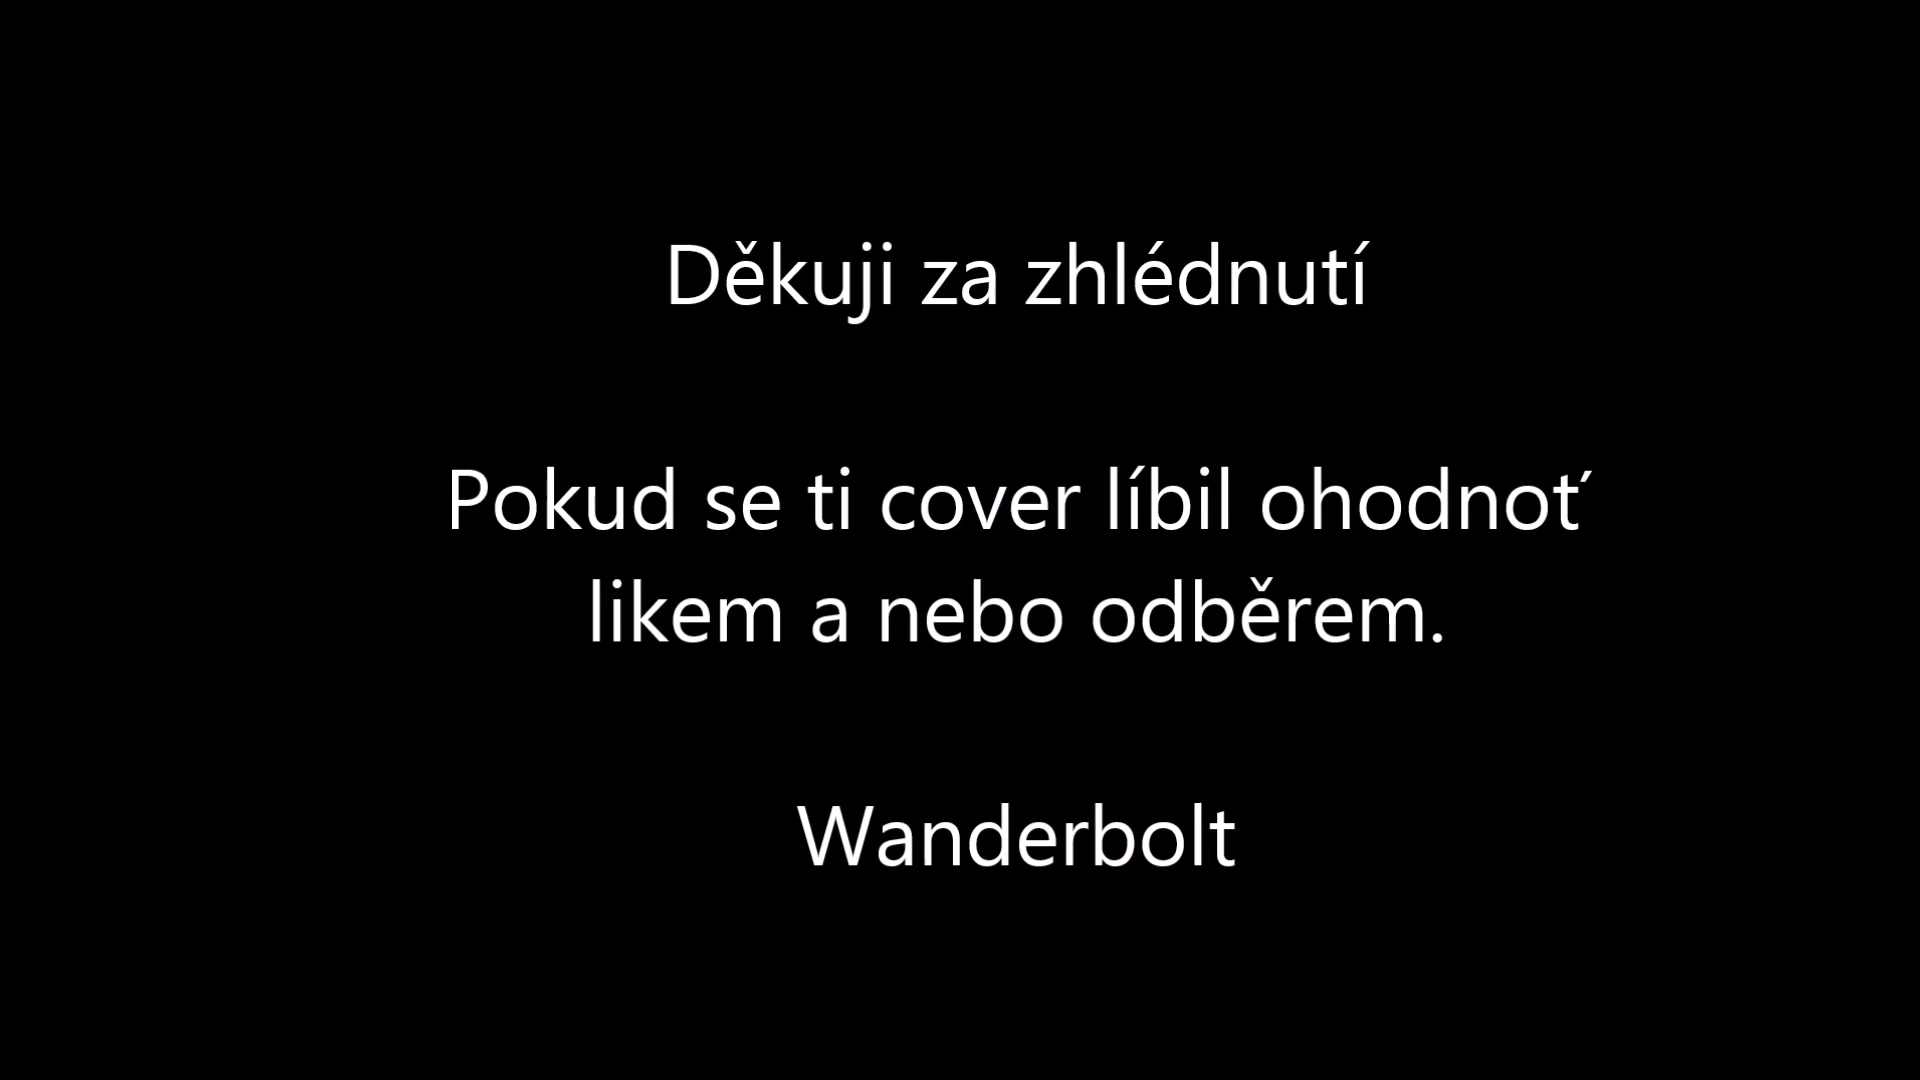 Děkuji za zhlédnutí
Pokud se ti cover líbil ohodnoť
likem a nebo odběrem.
Wanderbolt